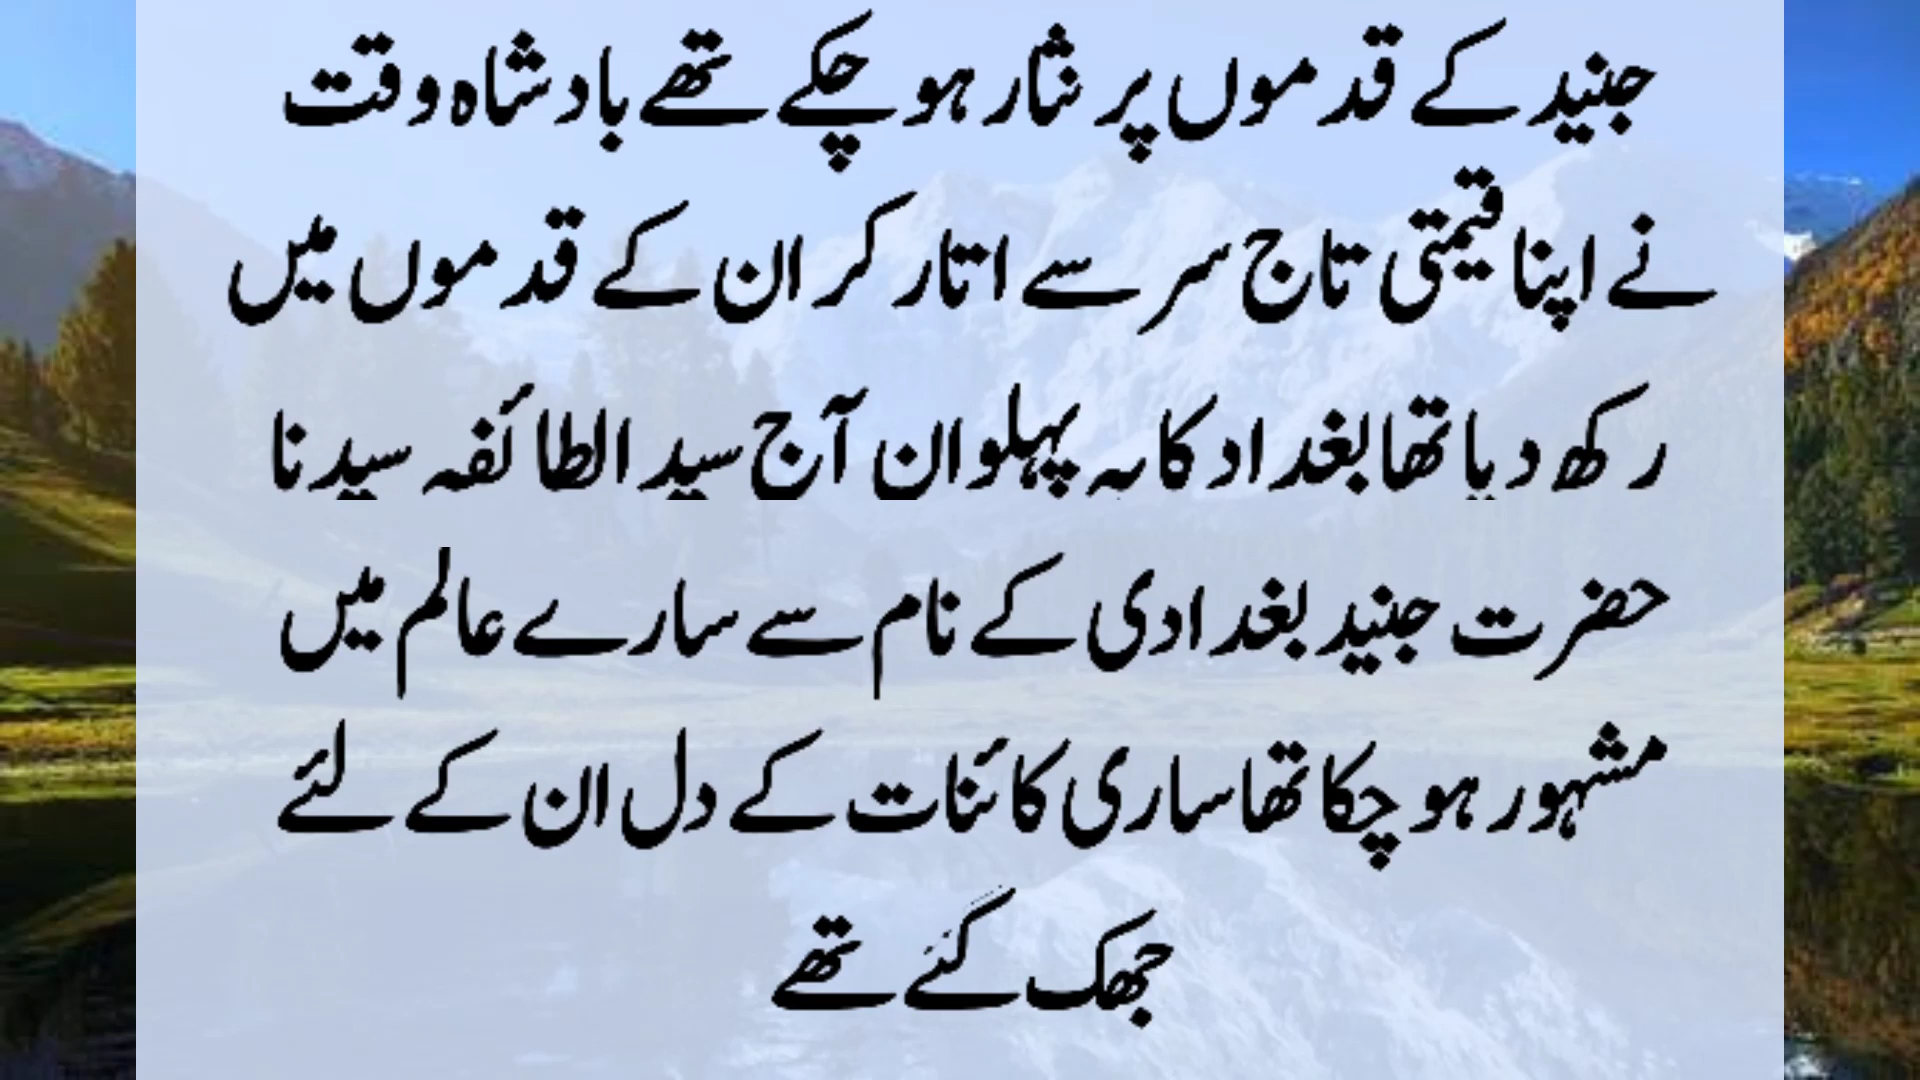 جنید کے قدموں پر نثار ہو چکے تھے بادشاہ وقت
نے اپنا قیمتی تاج سر سے اتار کر ان کے قدموں میں
رکھ دیا تھا بغداد کا یہ پہلوان آج سید الطائفہ سیدنا
حضرت جنید بغدادی کے نام سے سارے عالم میں
مشہور ہو چکا تھا ساری کائنات کے دل ان کے لئے
جھک گئے تھے